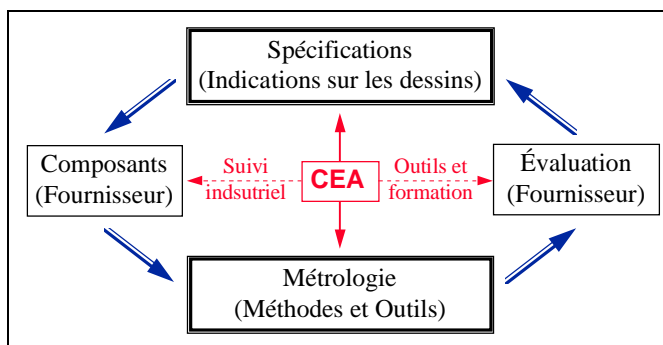 Spécifications
(Indications sur les dessins)
Composants
(Fournisseur)
Suivi
indsutriel
CEA
Outils et
formation
Évaluation
(Fournisseur)
Métrologie
(Méthodes et Outils)